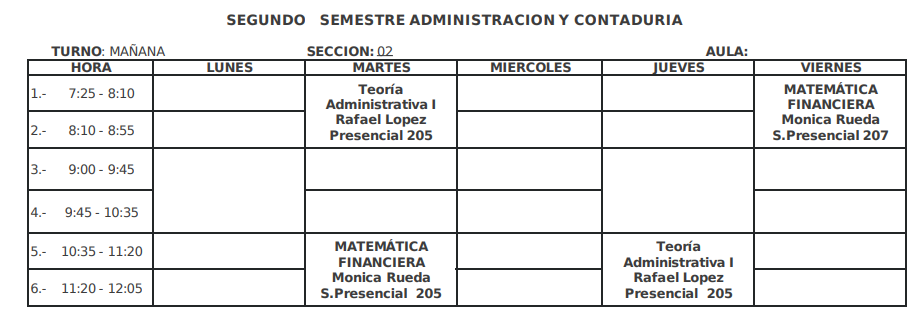 SEGUNDO SEMESTRE ADMINISTRACION Y CONTADURIA
TURNO: MAÑANA SECCION: 02 AULA:
HORA LUNES MARTES MIERCOLES JUEVES VIERNES
1.- 7:25 - 8:10
2.- 8:10 - 8:55
Teoría
Administrativa I
Rafael Lopez
Presencial 205
MATEMÁTICA
FINANCIERA
Monica Rueda
S.Presencial 207
3.- 9:00 - 9:45
4.- 9:45 - 10:35
5.- 10:35 - 11:20
6.- 11:20 - 12:05
MATEMÁTICA
FINANCIERA
Monica Rueda
S.Presencial 205
Teoría
Administrativa I
Rafael Lopez
Presencial 205